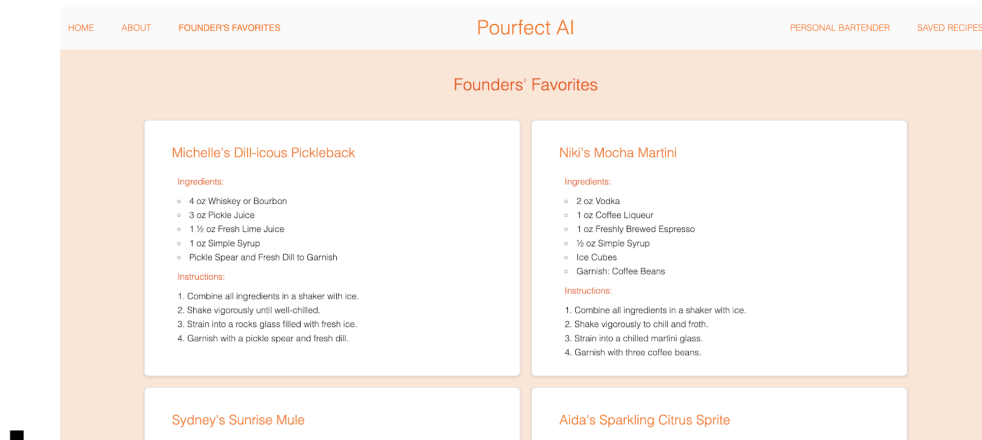 HOME ABOUT FOUNDER'S FAVORITES Pourfect AI PERSONAL BARTENDER SAVED RECIPES
Founders' Favorites
Michelle's Dill-icous Pickleback
Ingredients:
4 oz Whiskey or Bourbon
3 oz Pickle Juice
1 ½ oz Fresh Lime Juice
1 oz Simple Syrup
Pickle Spear and Fresh Dill to Garnish
Instructions:
1. Combine all ingredients in a shaker with ice.
2. Shake vigorously until well-chilled.
3. Strain into a rocks glass filled with fresh ice.
4. Garnish with a pickle spear and fresh dill.
Niki's Mocha Martini
Ingredients:
2 oz Vodka
1 oz Coffee Liqueur
1 oz Freshly Brewed Espresso
½ oz Simple Syrup
Ice Cubes
Garnish: Coffee Beans
Instructions:
1. Combine all ingredients in a shaker with ice.
2. Shake vigorously to chill and froth.
3. Strain into a chilled martini glass.
4. Garnish with three coffee beans.
Sydney's Sunrise Mule
Aida's Sparkling Citrus Sprite